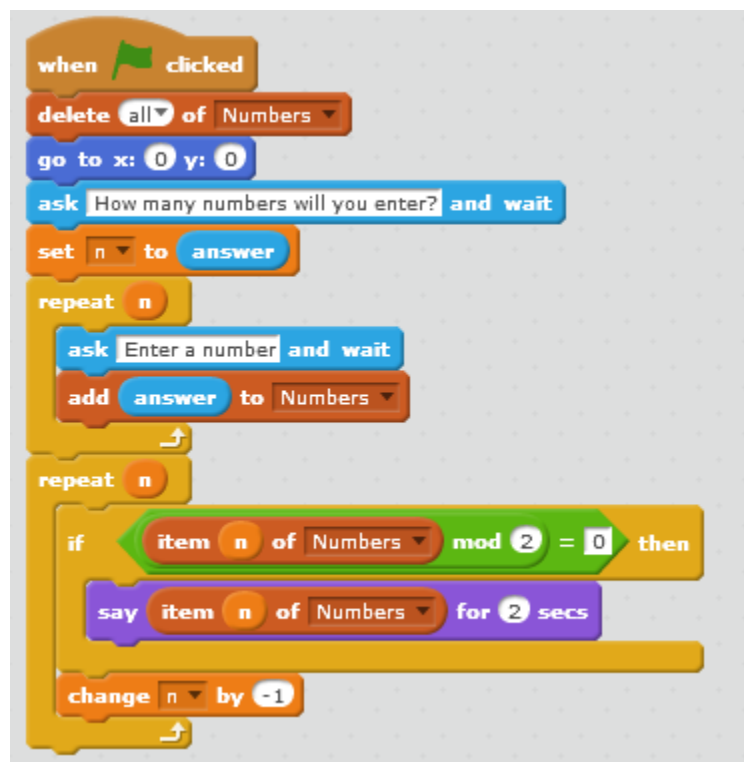 when clicked
delete all of Numbers
go to x: 0 y: 0
ask How many numbers will you enter? and wait
set n to answer
repeat n
ask Enter a number and wait
add answer to Numbers
repeat n
if item n of Numbers mod 2 = 0 then
say item n of Numbers for 2 secs
change n by -1